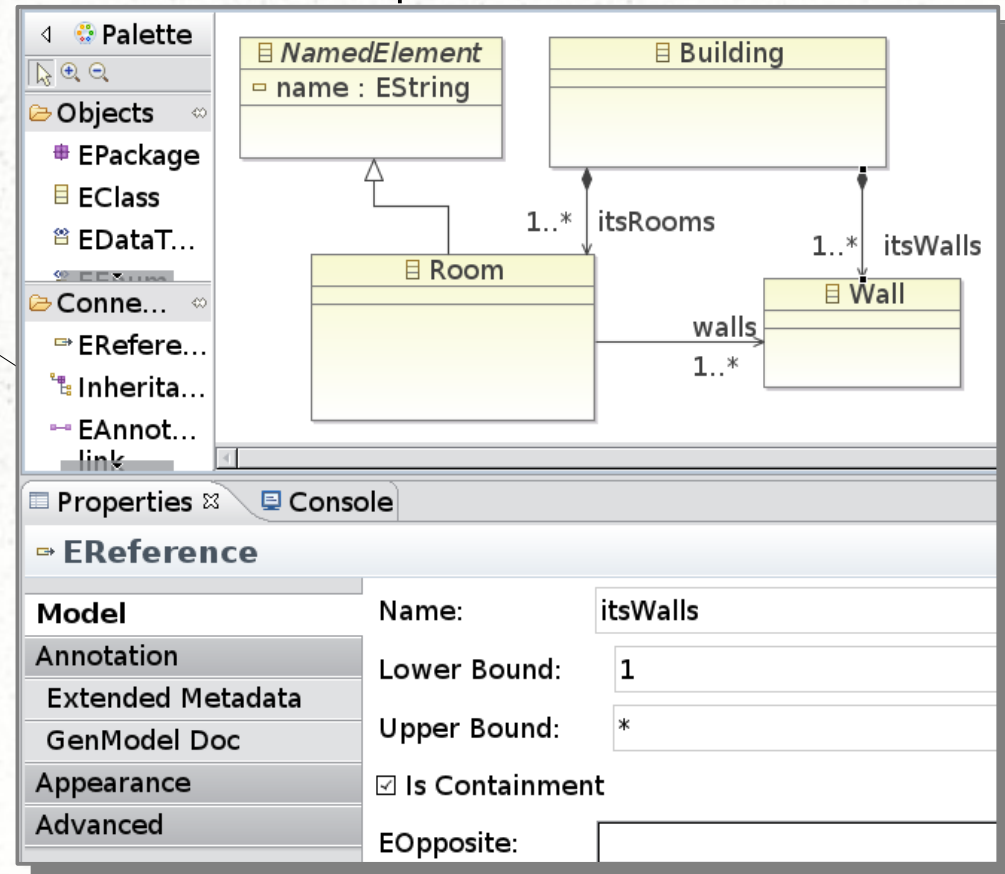 Palette
Objects
EPackage
EClass
EDataT...
Conne...
ERefere...
Inherita...
EAnnot...
link
NamedElement
name : EString
Building
1..* itsRooms
1..* itsWalls
Room
Wall
walls
1..*
Properties
Console
EReference
Model
Annotation
Extended Metadata
GenModel Doc
Appearance
Advanced
Name: itsWalls
Lower Bound: 1
Upper Bound: *
Is Containment
EOpposite: